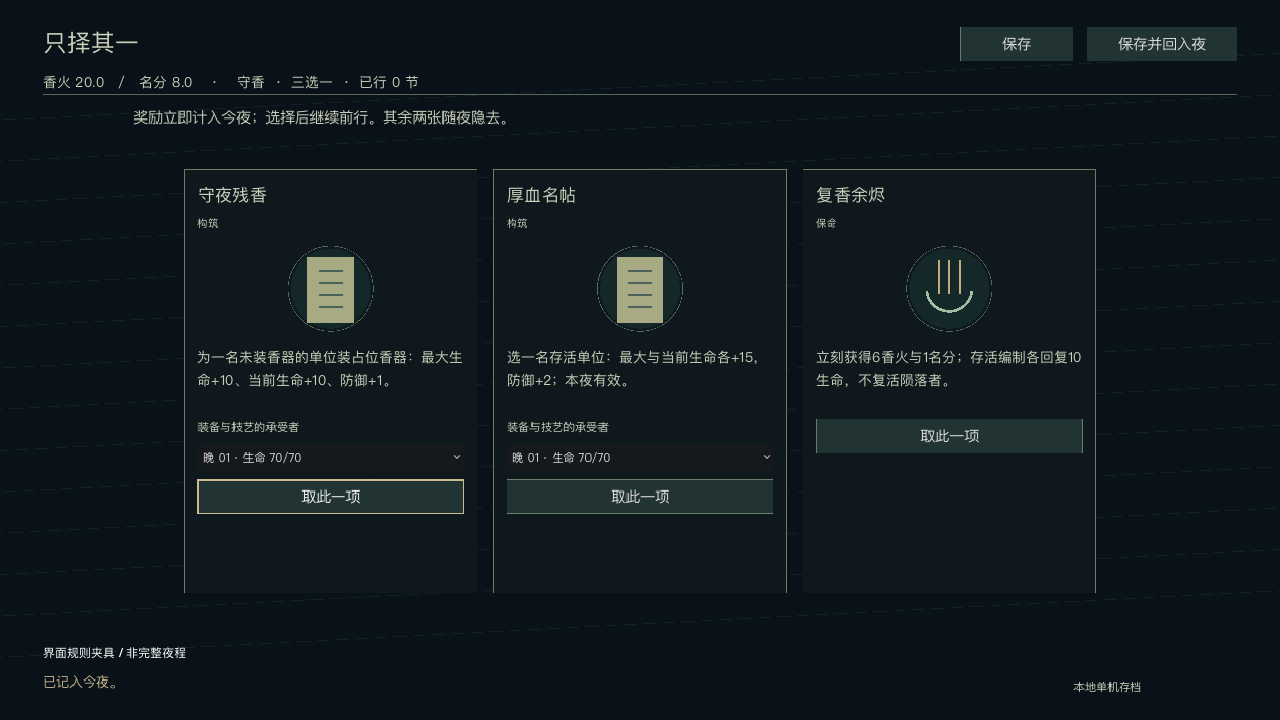 只择其一
保存
保存并回入夜
香火 20.0 / 名分 8.0 · 守香 · 三选一 · 已行 0 节
奖励立即计入今夜；选择后继续前行。其余两张随夜隐去。
守夜残香
构筑
为一名未装香器的单位装占位香器：最大生
命+10、当前生命+10、防御+1。
装备与技艺的承受者
晚 01 · 生命 70/70
取此一项
厚血名帖
构筑
选一名存活单位：最大与当前生命各+15，
防御+2；本夜有效。
装备与技艺的承受者
晚 01 · 生命 70/70
取此一项
复香余烬
保命
立刻获得6香火与1名分；存活编制各回复10
生命，不复活陨落者。
取此一项
界面规则夹具 / 非完整夜程
已记入今夜。
本地单机存档